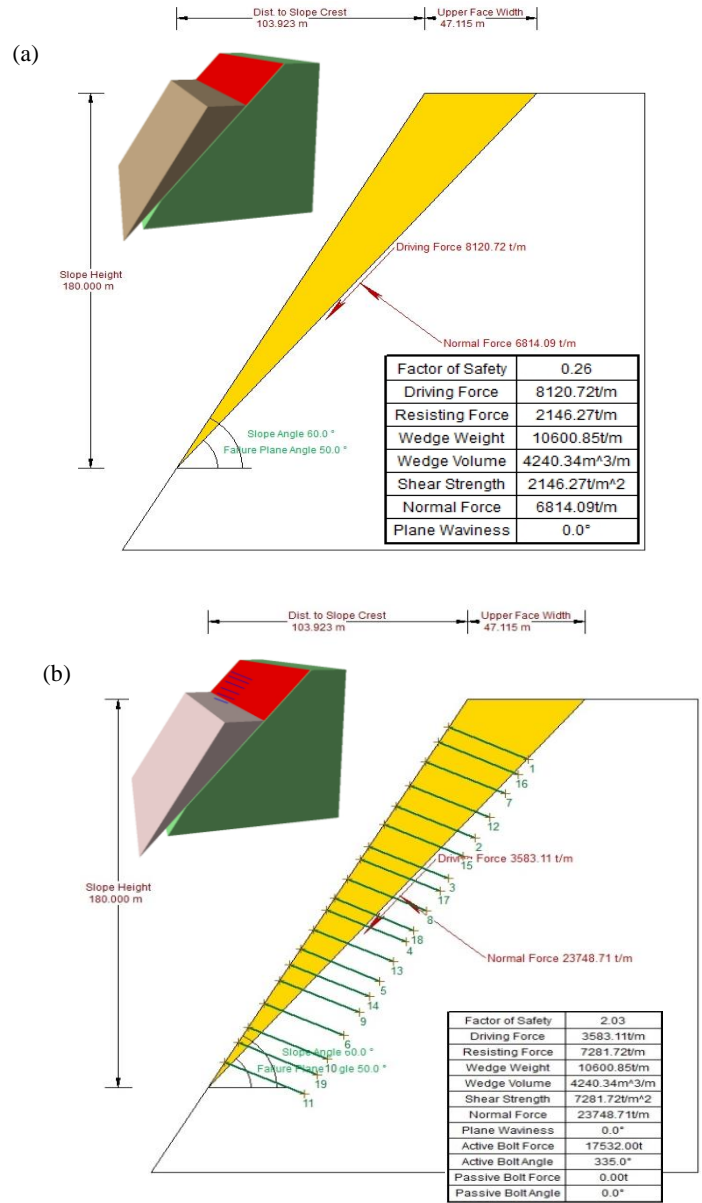 Dist. to Slope Crest
103.923 m
Upper Face Width
47.115 m
(a)
Slope Height
180.000 m
Driving Force 8120.72 t/m
Normal Force 6814.09 t/m
Slope Angle 60.0 °
Failure Plane Angle 50.0 °
Factor of Safety 0.26
Driving Force 8120.72t/m
Resisting Force 2146.27t/m
Wedge Weight 10600.85t/m
Wedge Volume 4240.34m^3/m
Shear Strength 2146.27t/m^2
Normal Force 6814.09t/m
Plane Waviness 0.0°
Dist. to Slope Crest
103.923 m
Upper Face Width
47.115 m
(b)
Slope Height
180.000 m
1
16
7
12
2
15
Driving Force 3583.11 t/m
3
17
8
18
4
13
Normal Force 23748.71 t/m
5
14
9
6
Slope Angle 60.0 °
10
Failure Plane Angle 50.0 °
19
11
Factor of Safety 2.03
Driving Force 3583.11t/m
Resisting Force 7281.72t/m
Wedge Weight 10600.85t/m
Wedge Volume 4240.34m^3/m
Shear Strength 7281.72t/m^2
Normal Force 23748.71t/m
Plane Waviness 0.0°
Active Bolt Force 17532.00t
Active Bolt Angle 335.0°
Passive Bolt Force 0.00t
Passive Bolt Angle 0.0°